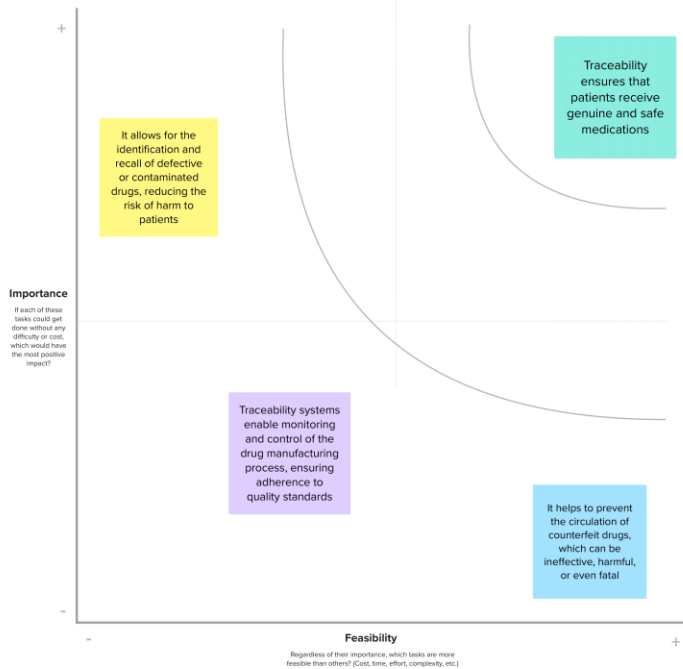 +
Traceability
ensures that
patients receive
genuine and safe
medications
It allows for the
identification and
recall of defective
or contaminated
drugs, reducing the
risk of harm to
patients
Importance
If each of these
tasks could get
done without any
difficulty or cost,
which would have
the most positive
impact?
Traceability systems
enable monitoring
and control of the
drug manufacturing
process, ensuring
adherence to
quality standards
It helps to prevent
the circulation of
counterfeit drugs,
which can be
ineffective, harmful,
or even fatal
-
-
Feasibility
+
Regardless of their importance, which tasks are more
feasible than others? (Cost, time, effort, complexity, etc.)